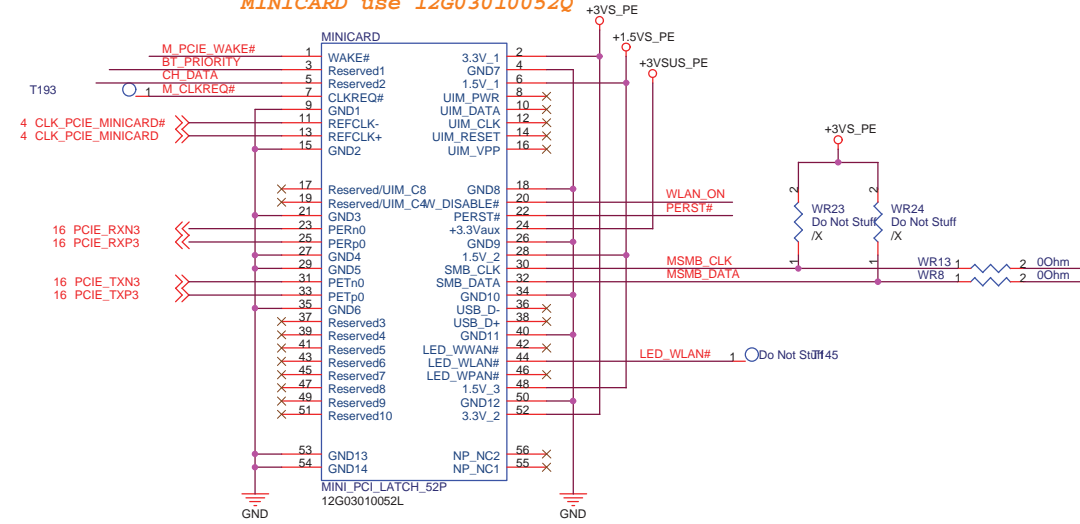 MINICARD use 12G03010052Q
+3VS_PE
+1.5VS_PE
+3VSUS_PE
MINICARD
M_PCIE_WAKE# 1 WAKE# 3.3V_1 2
BT_PRIORITY 3 Reserved1 GND7 4
CH_DATA 5 Reserved2 1.5V_1 6
T193 1 M_CLKREQ# 7 CLKREQ# UIM_PWR 8
9 GND1 UIM_DATA 10
4 CLK_PCIE_MINICARD# 11 REFCLK- UIM_CLK 12
4 CLK_PCIE_MINICARD 13 REFCLK+ UIM_RESET 14
15 GND2 UIM_VPP 16
+3VS_PE
17 Reserved/UIM_C8 GND8 18
19 Reserved/UIM_C4 W_DISABLE# 20 WLAN_ON
21 GND3 PERST# 22 PERST#
16 PCIE_RXN3 23 PERn0 +3.3Vaux 24
16 PCIE_RXP3 25 PERp0 GND9 26
2 WR23 Do Not Stuff /X 1
2 WR24 Do Not Stuff /X 1
27 GND4 1.5V_2 28
29 GND5 SMB_CLK 30 MSMB_CLK WR13 1 2 0Ohm
16 PCIE_TXN3 31 PETn0 SMB_DATA 32 MSMB_DATA WR8 1 2 0Ohm
16 PCIE_TXP3 33 PETp0 GND10 34
35 GND6 USB_D- 36
37 Reserved3 USB_D+ 38
39 Reserved4 GND11 40
41 Reserved5 LED_WWAN# 42
43 Reserved6 LED_WLAN# 44 LED_WLAN# 1 Do Not Stuff T145
45 Reserved7 LED_WPAN# 46
47 Reserved8 1.5V_3 48
49 Reserved9 GND12 50
51 Reserved10 3.3V_2 52
53 GND13 NP_NC2 56
54 GND14 NP_NC1 55
MINI_PCI_LATCH_52P
12G03010052L
GND
GND